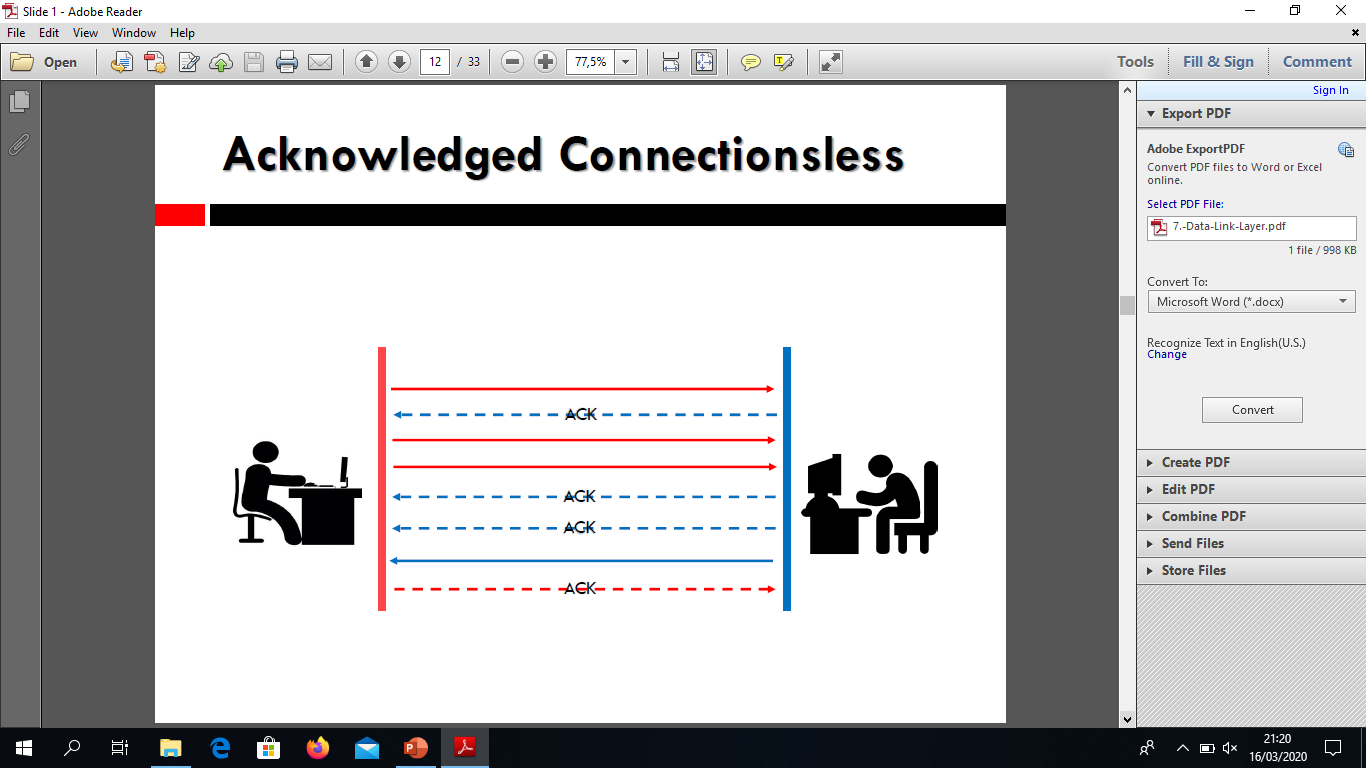 Slide 1 - Adobe Reader
File Edit View Window Help
Open 12 / 33 77,5% Tools Fill & Sign Comment
Sign In
Acknowledged Connectionsless
ACK
ACK
ACK
ACK
Export PDF
Adobe ExportPDF
Convert PDF files to Word or Excel
online.
Select PDF File:
7.-Data-Link-Layer.pdf
1 file / 998 KB
Convert To:
Microsoft Word (*.docx)
Recognize Text in English(U.S.)
Change
Convert
Create PDF
Edit PDF
Combine PDF
Send Files
Store Files
21:20
16/03/2020